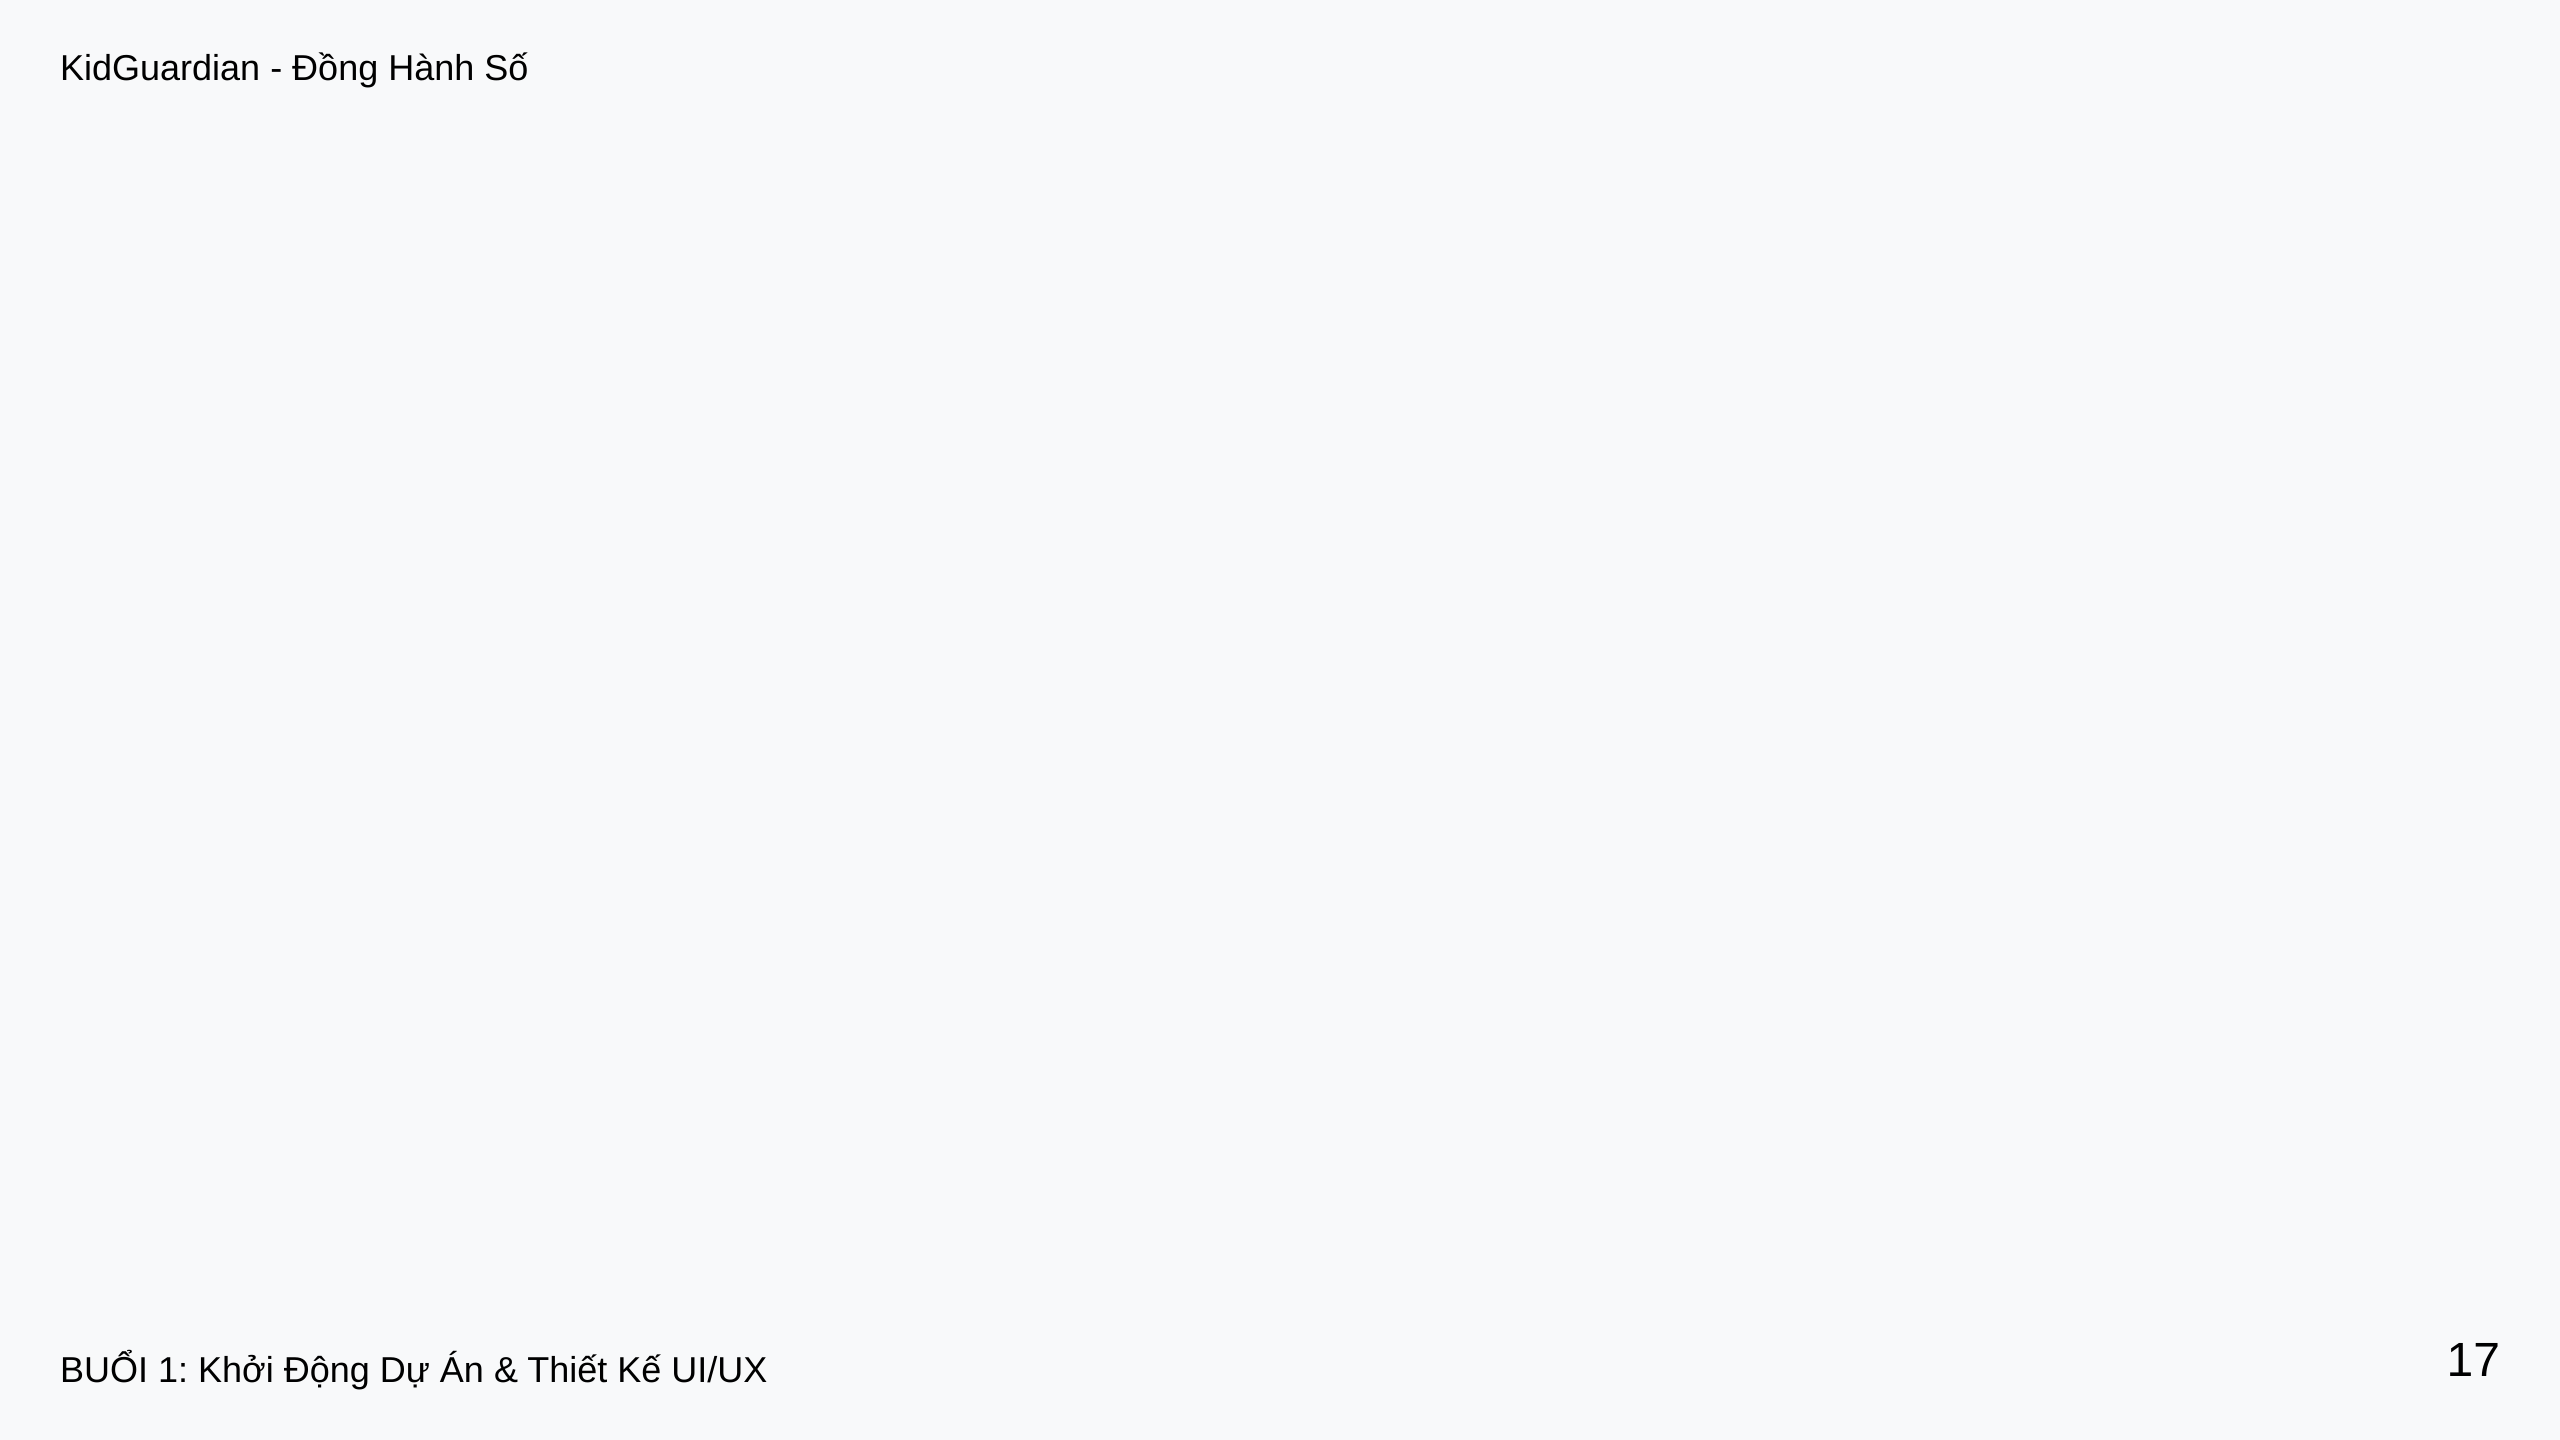 KidGuardian - Đồng Hành Số
BUỔI 1: Khởi Động Dự Án & Thiết Kế UI/UX
17